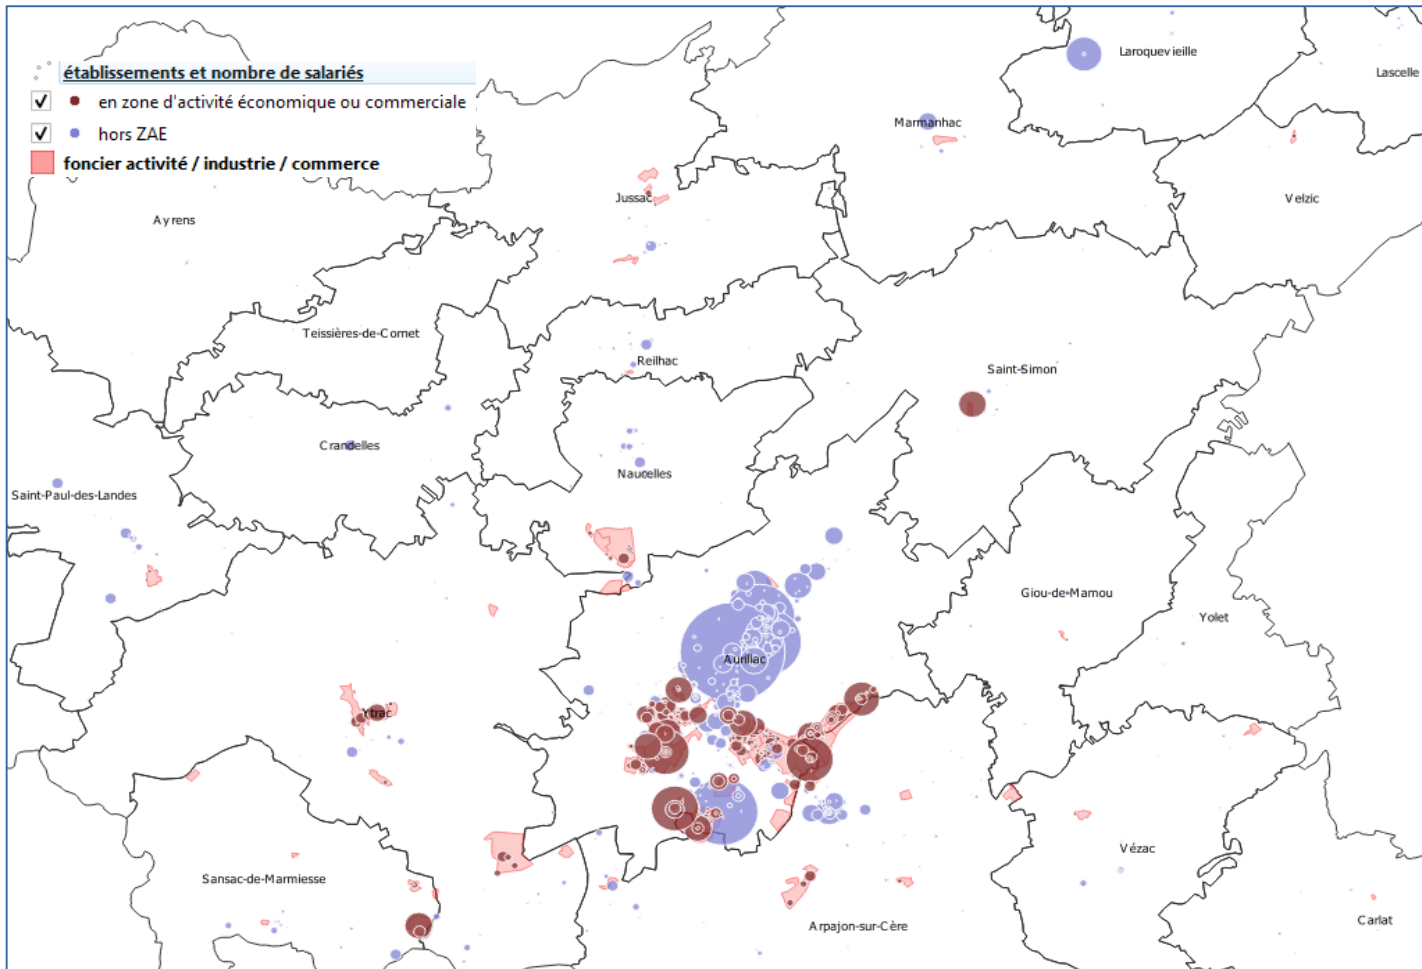 établissements et nombre de salariés
en zone d'activité économique ou commerciale
hors ZAE
foncier activité / industrie / commerce
Laroquevieille
Lascelle
Marmanhac
Jussac
Velzic
Ayrens
Teissières-de-Cornet
Reilhac
Saint-Simon
Crandelles
Naucelles
Saint-Paul-des-Landes
Giou-de-Mamou
Yolet
Aurillac
Ytrac
Vézac
Sansac-de-Marmiesse
Arpajon-sur-Cère
Carlat